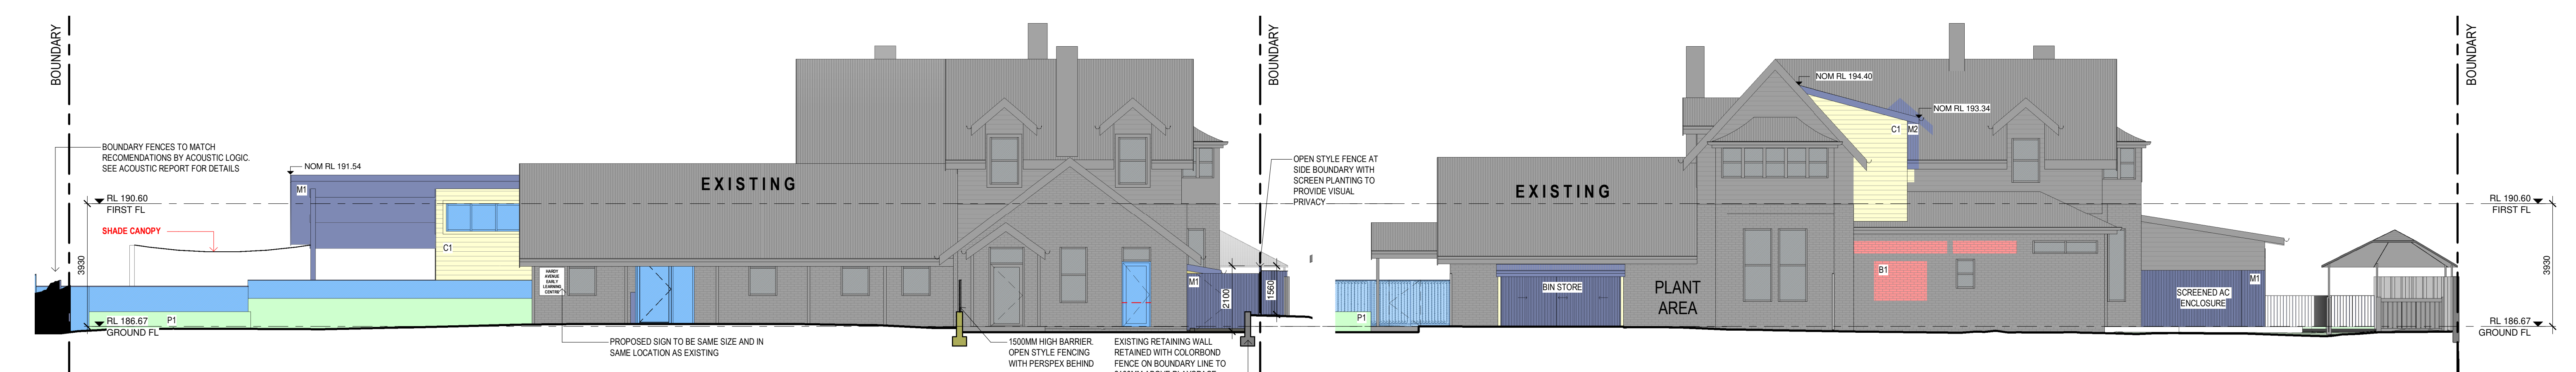 BOUNDARY
BOUNDARY FENCES TO MATCH
RECOMENDATIONS BY ACOUSTIC LOGIC.
SEE ACOUSTIC REPORT FOR DETAILS
NOM RL 191.54
M1
RL 190.60
FIRST FL
SHADE CANOPY
3930
C1
RL 186.67
GROUND FL
P1
EXISTING
HARDY
AVENUE
EARLY
LEARNING
CENTRE
PROPOSED SIGN TO BE SAME SIZE AND IN
SAME LOCATION AS EXISTING
1500MM HIGH BARRIER.
OPEN STYLE FENCING
WITH PERSPEX BEHIND
EXISTING RETAINING WALL
RETAINED WITH COLORBOND
FENCE ON BOUNDARY LINE TO
M1
2100
1560
BOUNDARY
OPEN STYLE FENCE AT
SIDE BOUNDARY WITH
SCREEN PLANTING TO
PROVIDE VISUAL
PRIVACY
P1
EXISTING
BIN STORE
PLANT
AREA
NOM RL 194.40
NOM RL 193.34
C1
M2
B1
M1
SCREENED AC
ENCLOSURE
BOUNDARY
RL 190.60
FIRST FL
3930
RL 186.67
GROUND FL